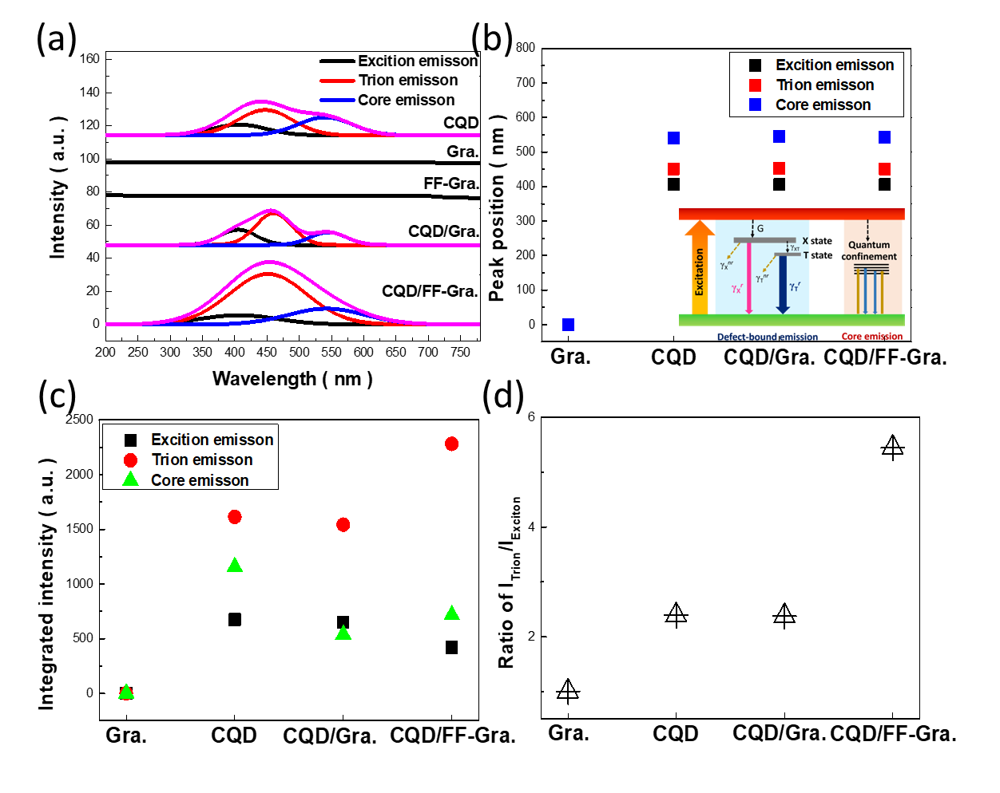 (a)
160
140
120
100
80
60
40
20
0
Intensity ( a.u. )
Excition emisson
Trion emisson
Core emisson
CQD
Gra.
FF-Gra.
CQD/Gra.
CQD/FF-Gra.
200 250 300 350 400 450 500 550 600 650 700 750
Wavelength ( nm )
(b)
800
700
600
500
400
300
200
100
0
Peak position ( nm )
Excition emisson
Trion emisson
Core emisson
Excitation
G
X state
γXT
T state
γXnr
γTnr
γXr
γTr
Quantum
confinement
Defect-bound emission
Core emission
Gra. CQD CQD/Gra. CQD/FF-Gra.
(c)
2500
2000
1500
1000
500
0
Integrated intensity ( a.u. )
Excition emisson
Trion emisson
Core emisson
Gra. CQD CQD/Gra. CQD/FF-Gra.
(d)
6
4
2
Ratio of ITrion/IExciton
Gra. CQD CQD/Gra. CQD/FF-Gra.